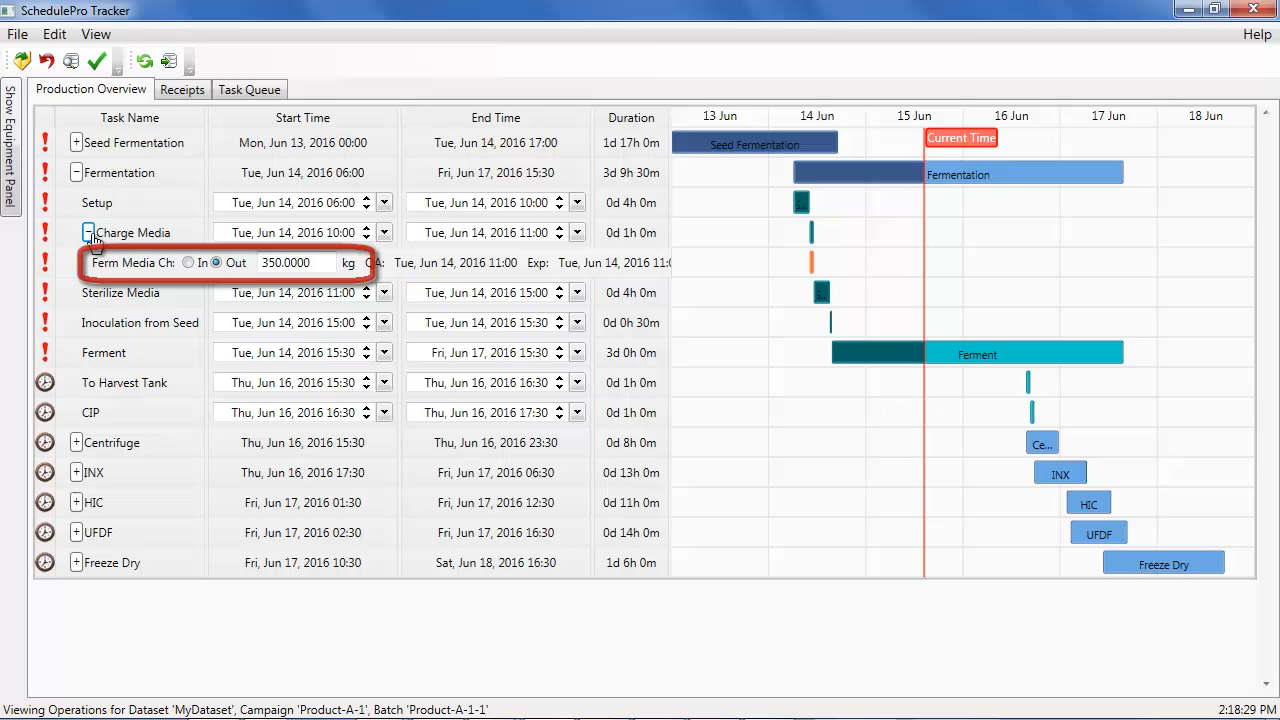 SchedulePro Tracker
File Edit View Help
Show Equipment Panel
Production Overview Receipts Task Queue
Task Name Start Time End Time Duration 13 Jun 14 Jun 15 Jun 16 Jun 17 Jun 18 Jun
Seed Fermentation Mon, Jun 13, 2016 00:00 Tue, Jun 14, 2016 17:00 1d 17h 0m Seed Fermentation Current Time
Fermentation Tue, Jun 14, 2016 06:00 Fri, Jun 17, 2016 15:30 3d 9h 30m Fermentation
Setup Tue, Jun 14, 2016 06:00 Tue, Jun 14, 2016 10:00 0d 4h 0m S...
Charge Media Tue, Jun 14, 2016 10:00 Tue, Jun 14, 2016 11:00 0d 1h 0m
Ferm Media Ch: In Out 350.0000 kg QA: Tue, Jun 14, 2016 11:00 Exp: Tue, Jun 14, 2016 11:0
Sterilize Media Tue, Jun 14, 2016 11:00 Tue, Jun 14, 2016 15:00 0d 4h 0m S...
Inoculation from Seed Tue, Jun 14, 2016 15:00 Tue, Jun 14, 2016 15:30 0d 0h 30m
Ferment Tue, Jun 14, 2016 15:30 Fri, Jun 17, 2016 15:30 3d 0h 0m Ferment
To Harvest Tank Thu, Jun 16, 2016 15:30 Thu, Jun 16, 2016 16:30 0d 1h 0m
CIP Thu, Jun 16, 2016 16:30 Thu, Jun 16, 2016 17:30 0d 1h 0m
Centrifuge Thu, Jun 16, 2016 15:30 Thu, Jun 16, 2016 23:30 0d 8h 0m Ce...
INX Thu, Jun 16, 2016 17:30 Fri, Jun 17, 2016 06:30 0d 13h 0m INX
HIC Fri, Jun 17, 2016 01:30 Fri, Jun 17, 2016 12:30 0d 11h 0m HIC
UFDF Fri, Jun 17, 2016 02:30 Fri, Jun 17, 2016 16:30 0d 14h 0m UFDF
Freeze Dry Fri, Jun 17, 2016 10:30 Sat, Jun 18, 2016 16:30 1d 6h 0m Freeze Dry
Viewing Operations for Dataset 'MyDataset', Campaign 'Product-A-1', Batch 'Product-A-1-1' 2:18:29 PM